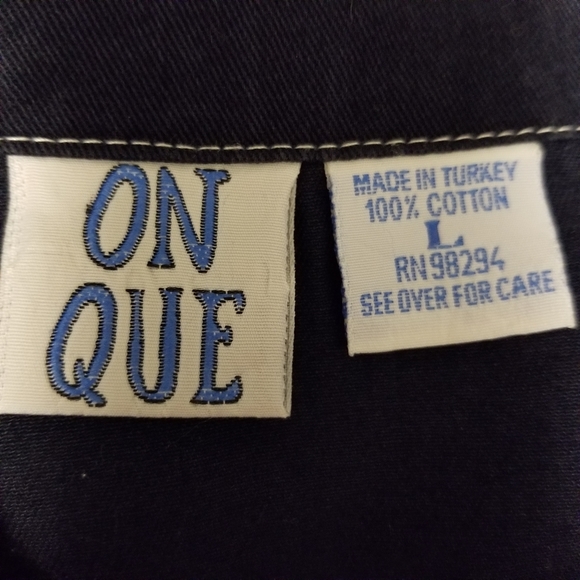 ON
QUE
MADE IN TURKEY
100% COTTON
L
RN 98294
SEE OVER FOR CARE